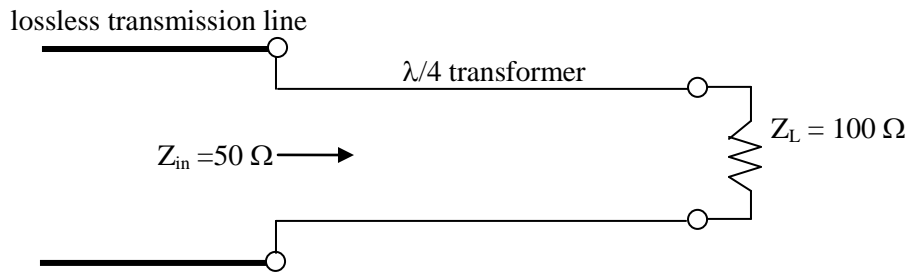 lossless transmission line
λ/4 transformer
Z_L = 100 Ω
Z_in =50 Ω